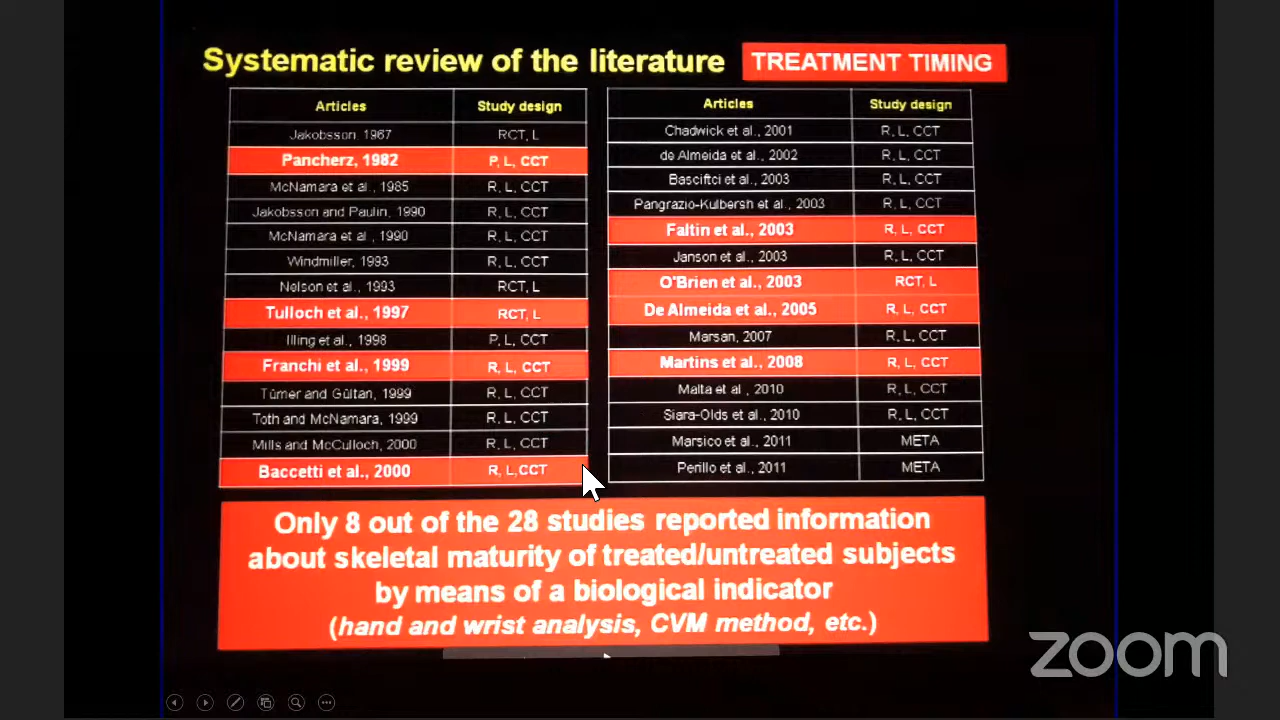 Systematic review of the literature TREATMENT TIMING
Articles Study design
Jakobsson, 1967 RCT, L
Pancherz, 1982 P, L, CCT
McNamara et al., 1985 R, L, CCT
Jakobsson and Paulin, 1990 R, L, CCT
McNamara et al., 1990 R, L, CCT
Windmiller, 1993 R, L, CCT
Nelson et al., 1993 RCT, L
Tulloch et al., 1997 RCT, L
Illing et al., 1998 P, L, CCT
Franchi et al., 1999 R, L, CCT
Tümer and Gültan, 1999 R, L, CCT
Toth and McNamara, 1999 R, L, CCT
Mills and McCulloch, 2000 R, L, CCT
Baccetti et al., 2000 R, L,CCT
Articles Study design
Chadwick et al., 2001 R, L, CCT
de Almeida et al., 2002 R, L, CCT
Basciftci et al., 2003 R, L, CCT
Pangrazio-Kulbersh et al., 2003 R, L, CCT
Faltin et al., 2003 R, L, CCT
Janson et al., 2003 R, L, CCT
O'Brien et al., 2003 RCT, L
De Almeida et al., 2005 R, L, CCT
Marsan, 2007 R, L, CCT
Martins et al., 2008 R, L, CCT
Malta et al., 2010 R, L, CCT
Siara-Olds et al., 2010 R, L, CCT
Marsico et al., 2011 META
Perillo et al., 2011 META
Only 8 out of the 28 studies reported information
about skeletal maturity of treated/untreated subjects
by means of a biological indicator
(hand and wrist analysis, CVM method, etc.)
zoom